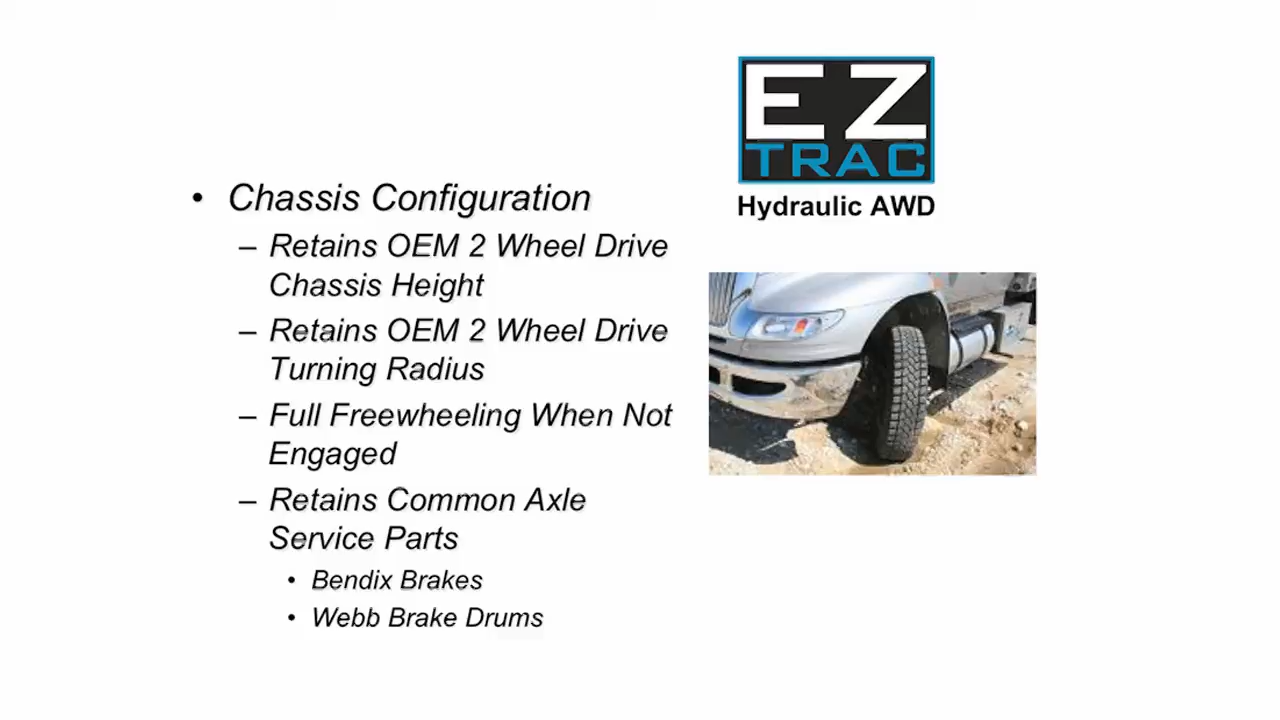 EZ
TRAC
Hydraulic AWD
• Chassis Configuration
– Retains OEM 2 Wheel Drive
Chassis Height
– Retains OEM 2 Wheel Drive
Turning Radius
– Full Freewheeling When Not
Engaged
– Retains Common Axle
Service Parts
• Bendix Brakes
• Webb Brake Drums